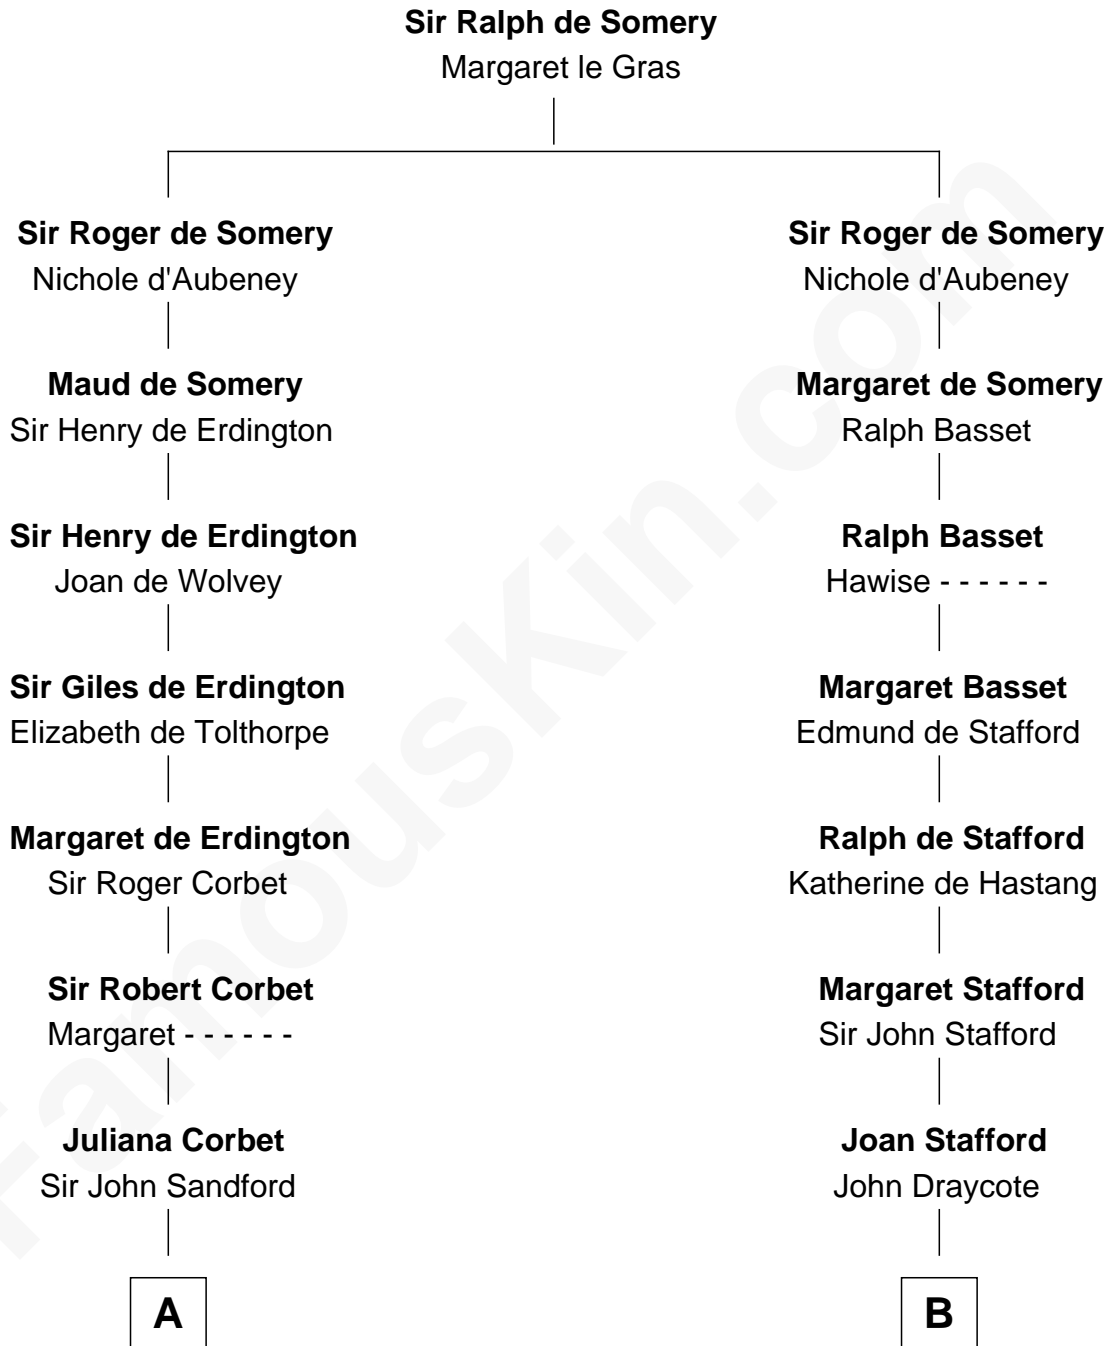 Sir Ralph de Somery
Margaret le Gras
Sir Roger de Somery
Nichole d'Aubeney
Maud de Somery
Sir Henry de Erdington
Sir Henry de Erdington
Joan de Wolvey
Sir Giles de Erdington
Elizabeth de Tolthorpe
Margaret de Erdington
Sir Roger Corbet
Sir Robert Corbet
Margaret - - - - - -
Juliana Corbet
Sir John Sandford
A
Sir Roger de Somery
Nichole d'Aubeney
Margaret de Somery
Ralph Basset
Ralph Basset
Hawise - - - - - -
Margaret Basset
Edmund de Stafford
Ralph de Stafford
Katherine de Hastang
Margaret Stafford
Sir John Stafford
Joan Stafford
John Draycote
B
FamousKin.com